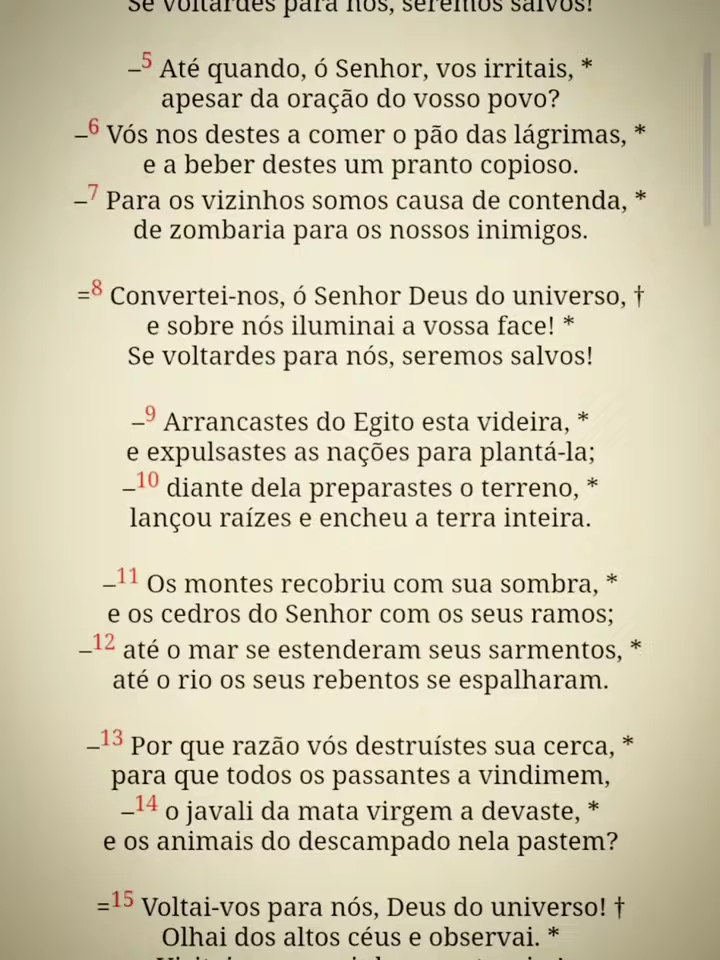 Se voltardes para nós, seremos salvos!
–5 Até quando, ó Senhor, vos irritais, *
apesar da oração do vosso povo?
–6 Vós nos destes a comer o pão das lágrimas, *
e a beber destes um pranto copioso.
–7 Para os vizinhos somos causa de contenda, *
de zombaria para os nossos inimigos.
=8 Convertei-nos, ó Senhor Deus do universo, †
e sobre nós iluminai a vossa face! *
Se voltardes para nós, seremos salvos!
–9 Arrancastes do Egito esta videira, *
e expulsastes as nações para plantá-la;
–10 diante dela preparastes o terreno, *
lançou raízes e encheu a terra inteira.
–11 Os montes recobriu com sua sombra, *
e os cedros do Senhor com os seus ramos;
–12 até o mar se estenderam seus sarmentos, *
até o rio os seus rebentos se espalharam.
–13 Por que razão vós destruístes sua cerca, *
para que todos os passantes a vindimem,
–14 o javali da mata virgem a devaste, *
e os animais do descampado nela pastem?
=15 Voltai-vos para nós, Deus do universo! †
Olhai dos altos céus e observai. *